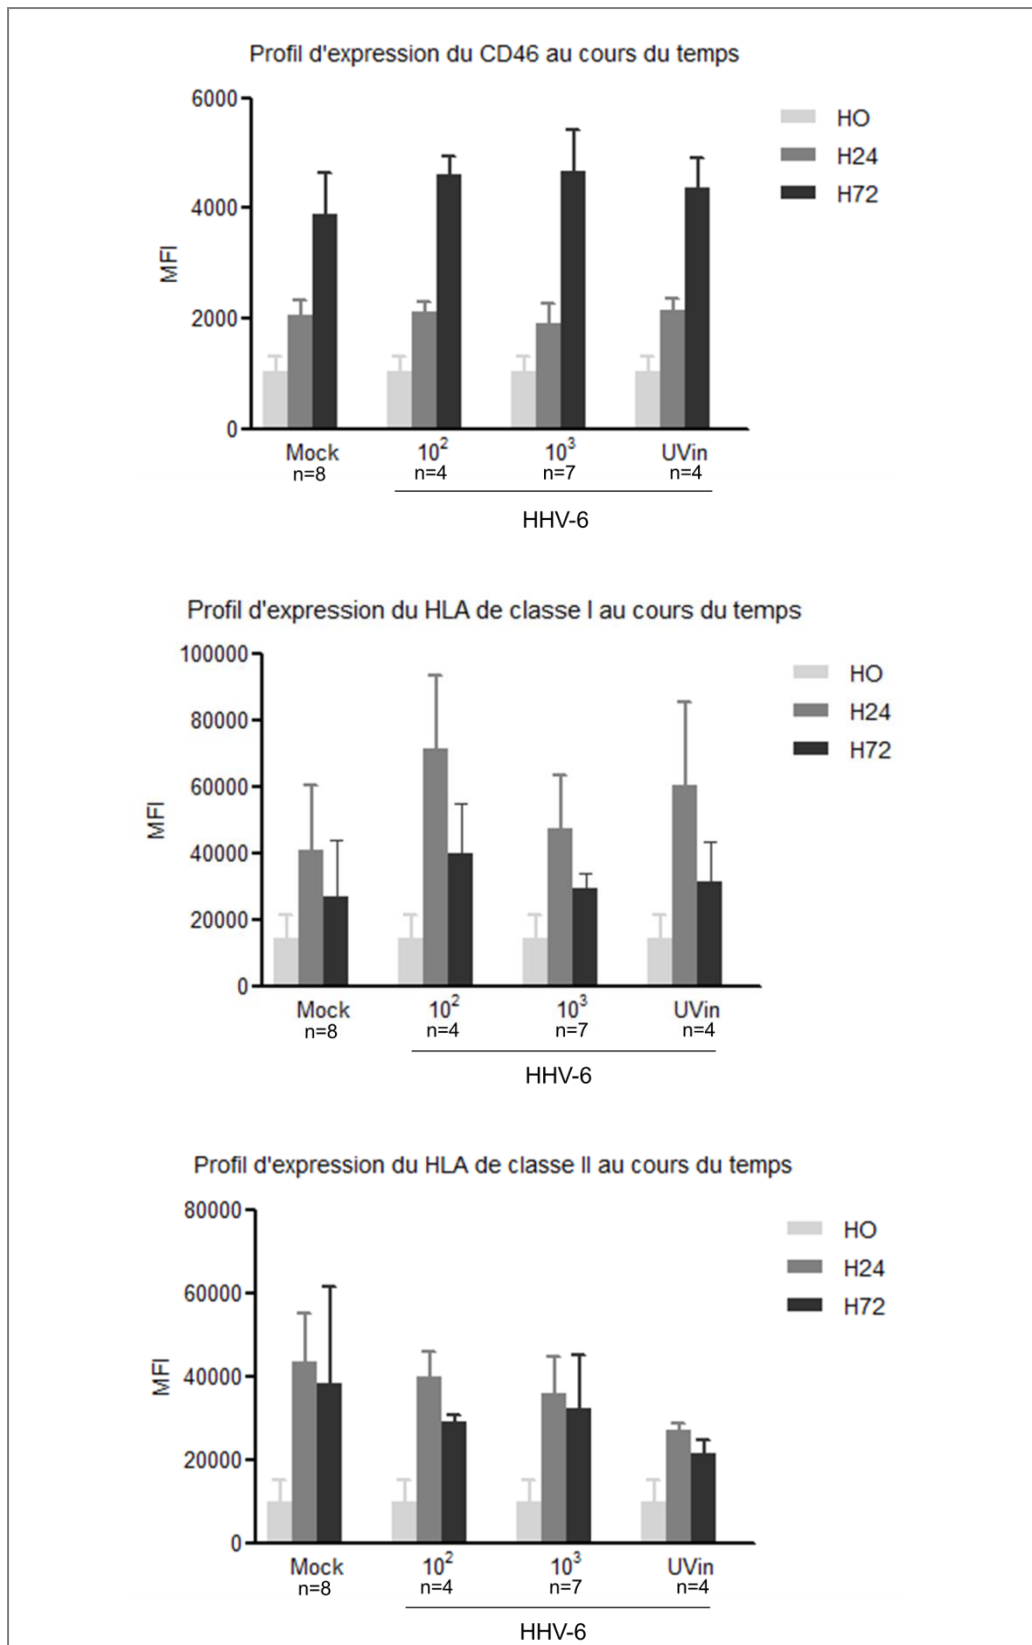 Profil d'expression du CD46 au cours du temps
6000
4000
2000
0
MFI
HO
H24
H72
Mock 10² 10³ UVin
n=8 n=4 n=7 n=4
HHV-6
Profil d'expression du HLA de classe I au cours du temps
100000
80000
60000
40000
20000
0
MFI
HO
H24
H72
Mock 10² 10³ UVin
n=8 n=4 n=7 n=4
HHV-6
Profil d'expression du HLA de classe II au cours du temps
80000
60000
40000
20000
0
MFI
HO
H24
H72
Mock 10² 10³ UVin
n=8 n=4 n=7 n=4
HHV-6